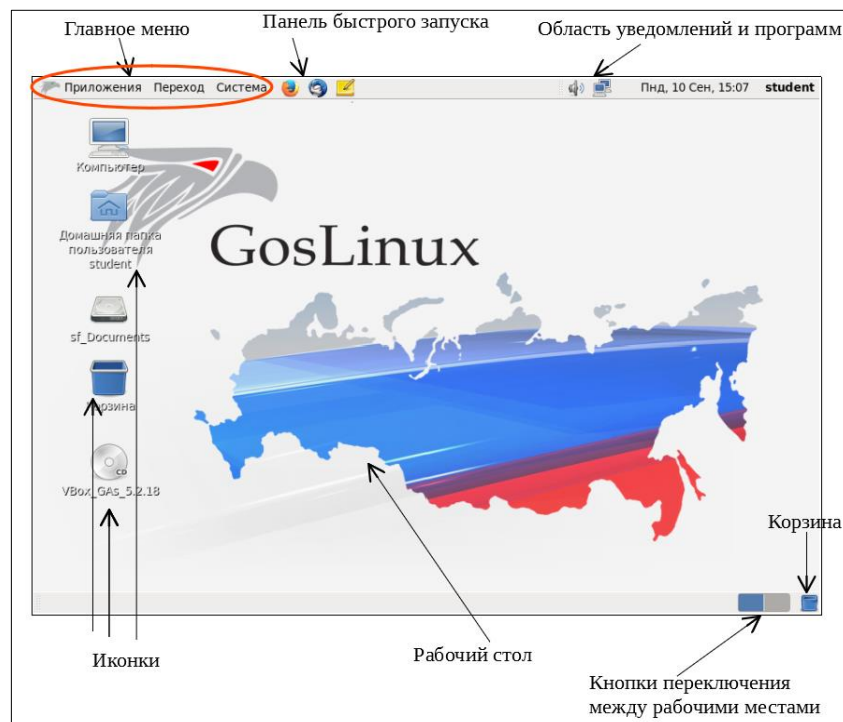 Главное меню
Панель быстрого запуска
Область уведомлений и программ
Приложения Переход Система
Пнд, 10 Сен, 15:07 student
Компьютер
Домашняя папка
пользователя
student
GosLinux
sf_Documents
Корзина
CD
VBox_GAs_5.2.18
Корзина
Иконки
Рабочий стол
Кнопки переключения
между рабочими местами